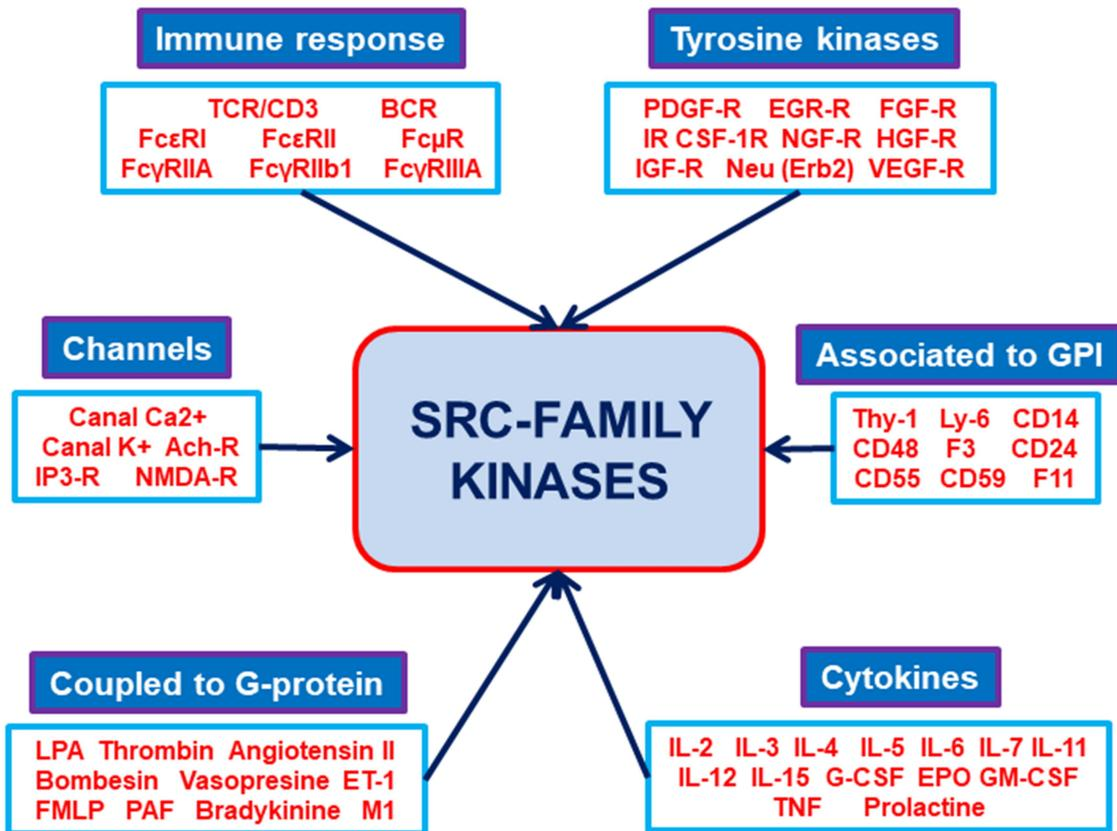 Immune response
TCR/CD3 BCR
FcεRI FcεRII FcμR
FcγRIIA FcγRIIb1 FcγRIIIA
Tyrosine kinases
PDGF-R EGR-R FGF-R
IR CSF-1R NGF-R HGF-R
IGF-R Neu (Erb2) VEGF-R
Channels
Canal Ca2+
Canal K+ Ach-R
IP3-R NMDA-R
SRC-FAMILY
KINASES
Associated to GPI
Thy-1 Ly-6 CD14
CD48 F3 CD24
CD55 CD59 F11
Coupled to G-protein
LPA Thrombin Angiotensin II
Bombesin Vasopresine ET-1
FMLP PAF Bradykinine M1
Cytokines
IL-2 IL-3 IL-4 IL-5 IL-6 IL-7 IL-11
IL-12 IL-15 G-CSF EPO GM-CSF
TNF Prolactine